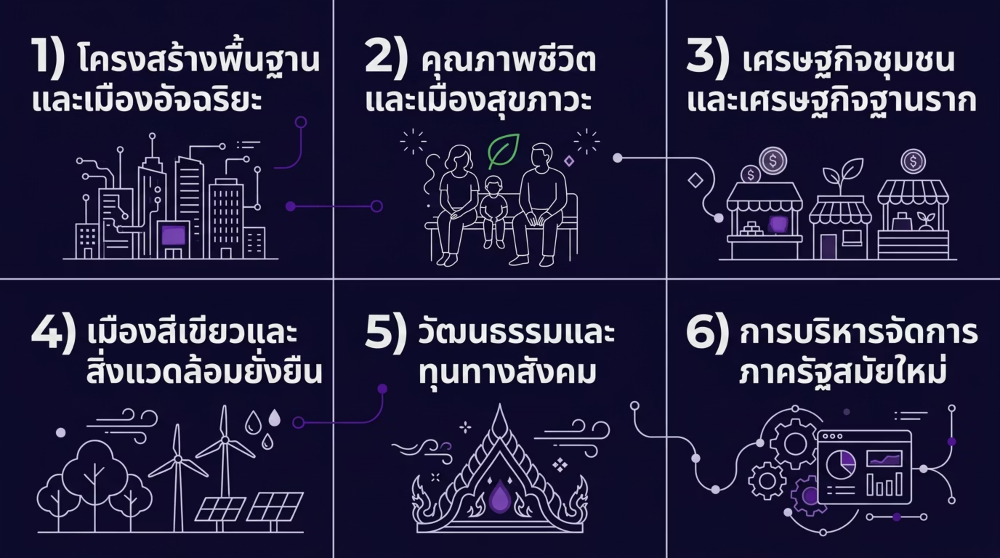 1) โครงสร้างพื้นฐาน
และเมืองอัจฉริยะ
2) คุณภาพชีวิต
และเมืองสุขภาวะ
3) เศรษฐกิจชุมชน
และเศรษฐกิจฐานราก
$
$
$
4) เมืองสีเขียวและ
สิ่งแวดล้อมยั่งยืน
5) วัฒนธรรมและ
ทุนทางสังคม
6) การบริหารจัดการ
ภาครัฐสมัยใหม่